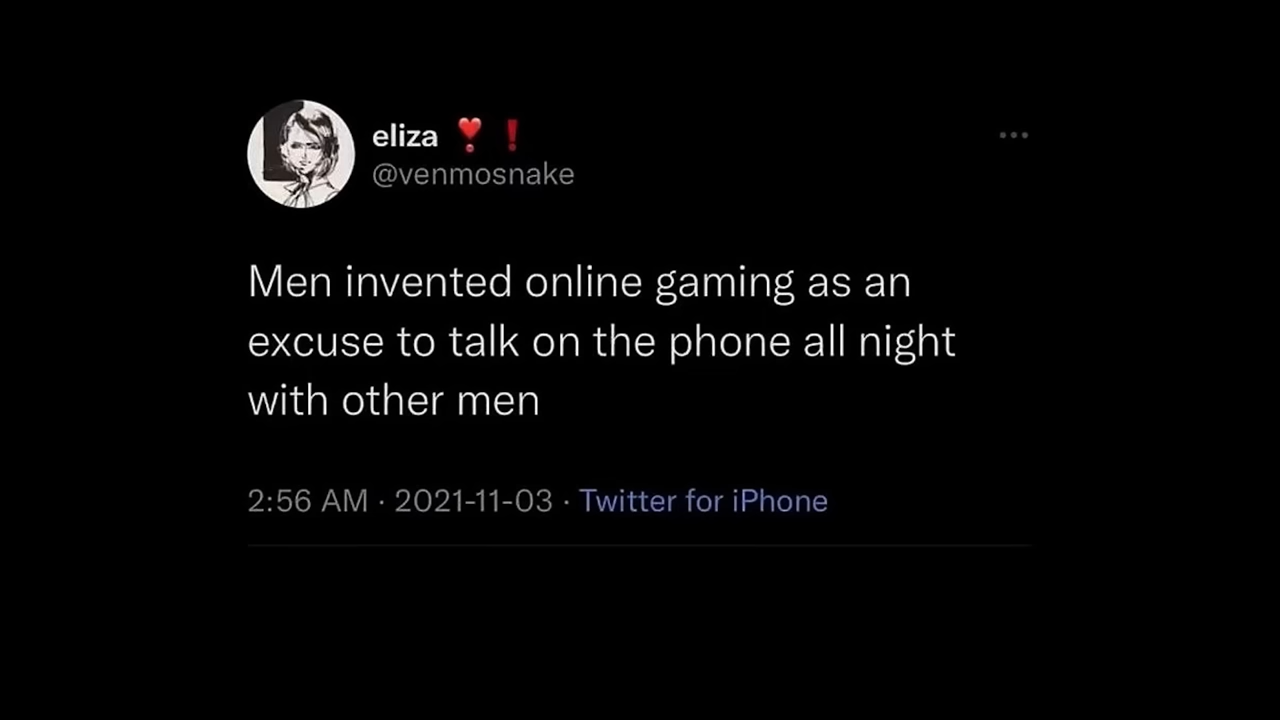 eliza ❣️❗
@venmosnake
Men invented online gaming as an
excuse to talk on the phone all night
with other men
2:56 AM · 2021-11-03 · Twitter for iPhone